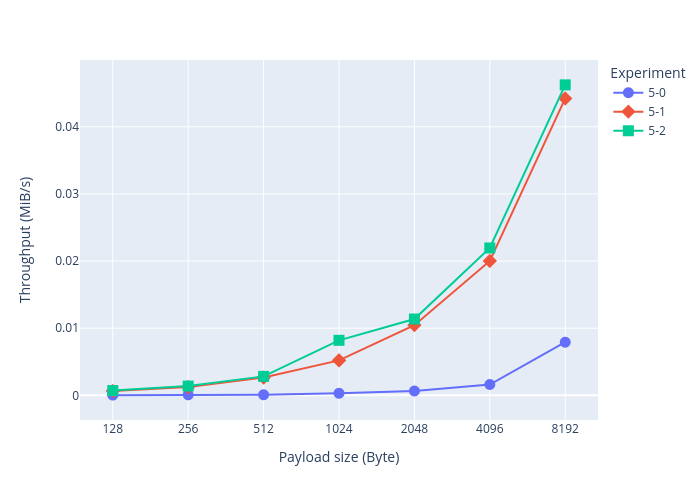 Experiment
5-0
5-1
5-2
0.04
0.03
0.02
0.01
0
Throughput (MiB/s)
128 256 512 1024 2048 4096 8192
Payload size (Byte)